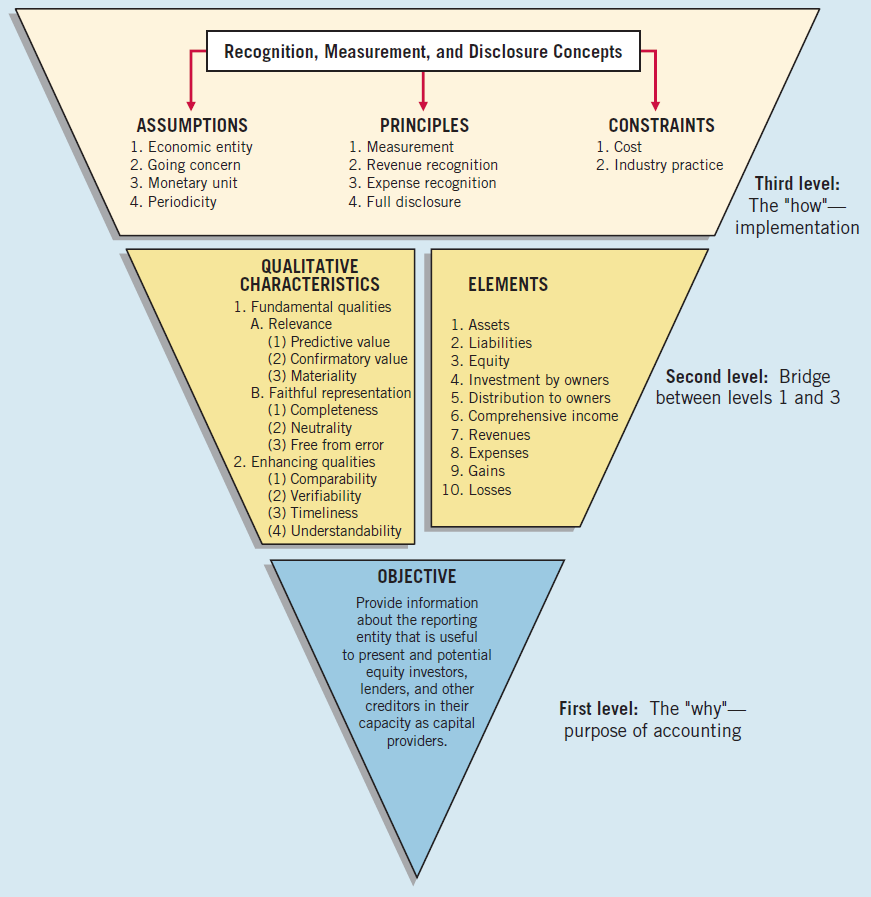 Recognition, Measurement, and Disclosure Concepts
ASSUMPTIONS
1. Economic entity
2. Going concern
3. Monetary unit
4. Periodicity
PRINCIPLES
1. Measurement
2. Revenue recognition
3. Expense recognition
4. Full disclosure
CONSTRAINTS
1. Cost
2. Industry practice
Third level:
The "how"—
implementation
QUALITATIVE
CHARACTERISTICS
1. Fundamental qualities
A. Relevance
(1) Predictive value
(2) Confirmatory value
(3) Materiality
B. Faithful representation
(1) Completeness
(2) Neutrality
(3) Free from error
2. Enhancing qualities
(1) Comparability
(2) Verifiability
(3) Timeliness
(4) Understandability
ELEMENTS
1. Assets
2. Liabilities
3. Equity
4. Investment by owners
5. Distribution to owners
6. Comprehensive income
7. Revenues
8. Expenses
9. Gains
10. Losses
Second level: Bridge
between levels 1 and 3
OBJECTIVE
Provide information
about the reporting
entity that is useful
to present and potential
equity investors,
lenders, and other
creditors in their
capacity as capital
providers.
First level: The "why"—
purpose of accounting